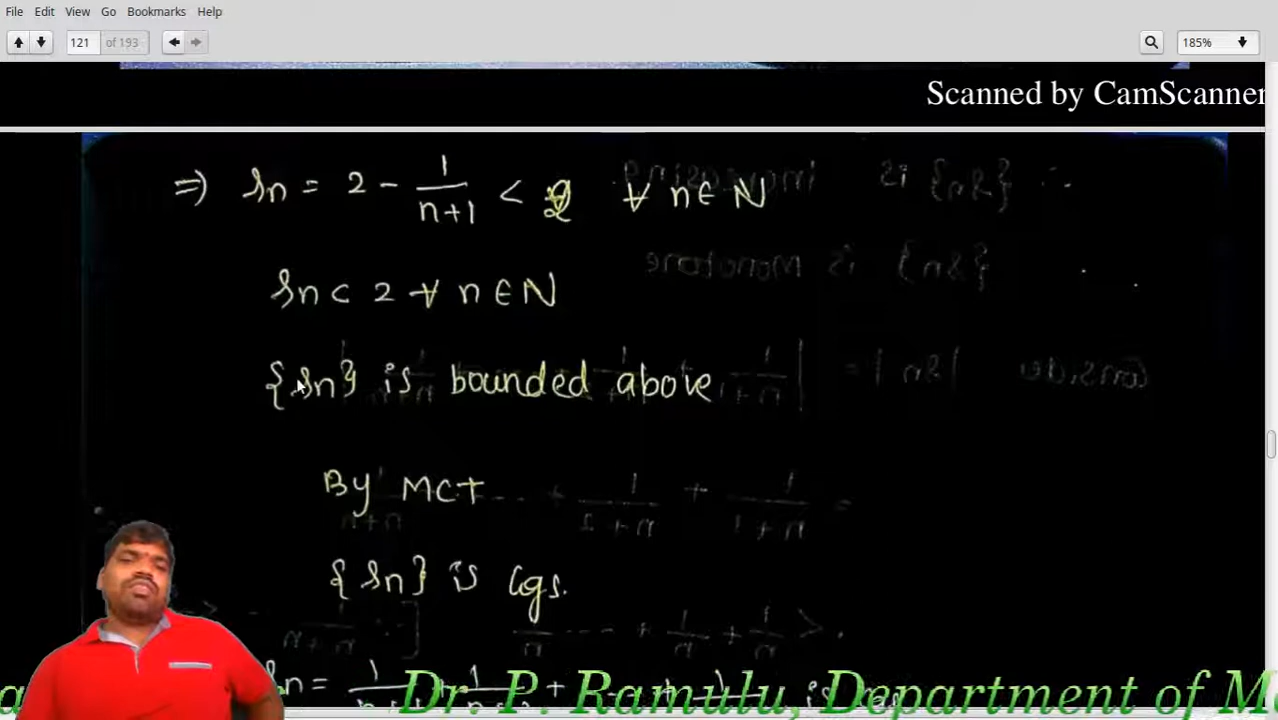 File Edit View Go Bookmarks Help
121 of 193 185%
Scanned by CamScanner
⇒ Sn = 2 - 1/(n+1) < 2 ∀ n∈N
Sn < 2 ∀ n∈N
{Sn} is bounded above
By MCT
{Sn} is cgs.
Sn =
Dr. P. Ramulu, Department of M